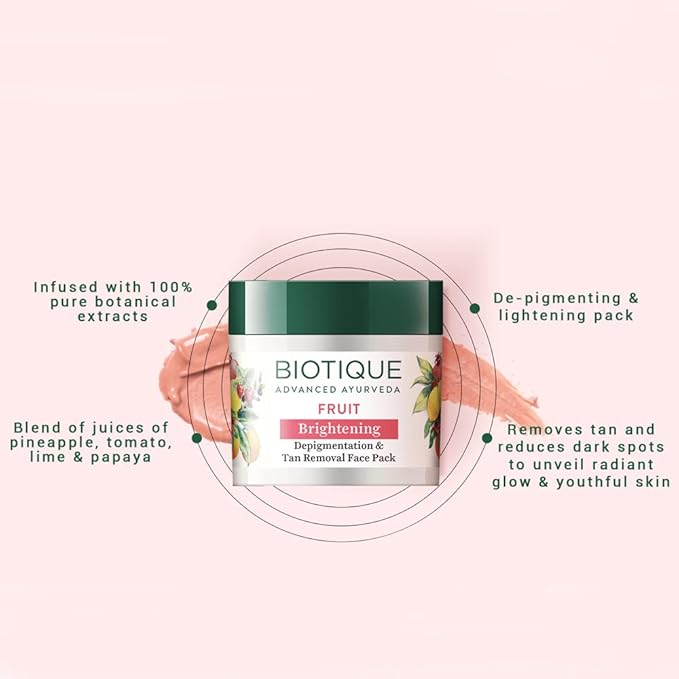 Infused with 100%
pure botanical
extracts
Blend of juices of
pineapple, tomato,
lime & papaya
BIOTIQUE
ADVANCED AYURVEDA
FRUIT
Brightening
Depigmentation &
Tan Removal Face Pack
De-pigmenting &
lightening pack
Removes tan and
reduces dark spots
to unveil radiant
glow & youthful skin